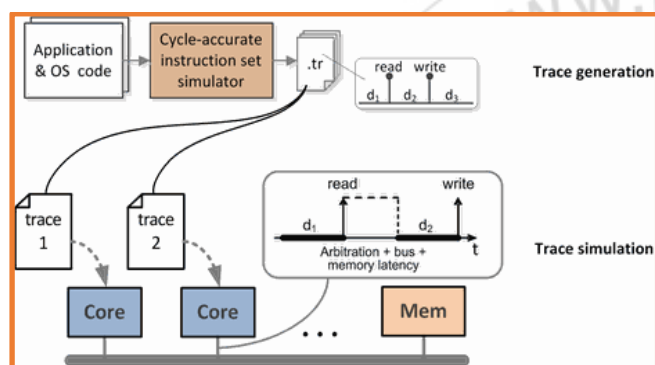 Application
& OS code
Cycle-accurate
instruction set
simulator
.tr
read write
d1 d2 d3
Trace generation
trace
1
trace
2
read
write
d1
d2
t
Arbitration + bus +
memory latency
Trace simulation
Core
Core
...
Mem